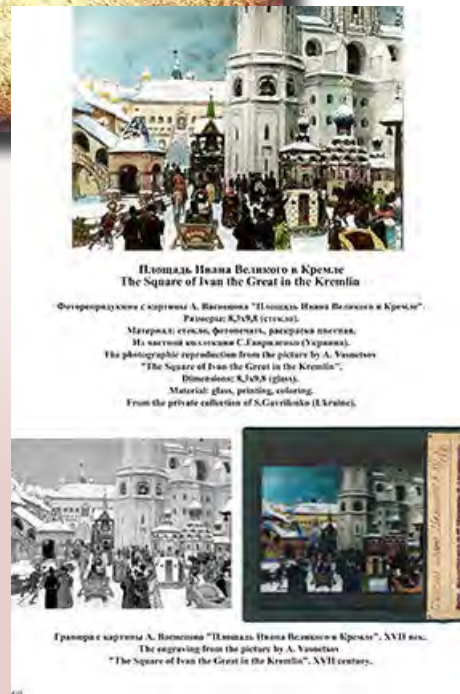 Площадь Ивана Великого в Кремле
The Square of Ivan the Great in the Kremlin
Фоторепродукция с картины А. Васнецова "Площадь Ивана Великого в Кремле".
Размеры: 8,3х9,8 (стекло).
Материал: стекло, фотопечать, раскраска цветная.
Из частной коллекции С.Гавриленко (Украина).
The photographic reproduction from the picture by A. Vasnetsov
"The Square of Ivan the Great in the Kremlin".
Dimensions: 8,3x9,8 (glass).
Material: glass, printing, coloring.
From the private collection of S.Gavrilenko (Ukraine).
Гравюра с картины А. Васнецова "Площадь Ивана Великого в Кремле". XVII век.
The engraving from the picture by A. Vasnetsov
"The Square of Ivan the Great in the Kremlin". XVII century.